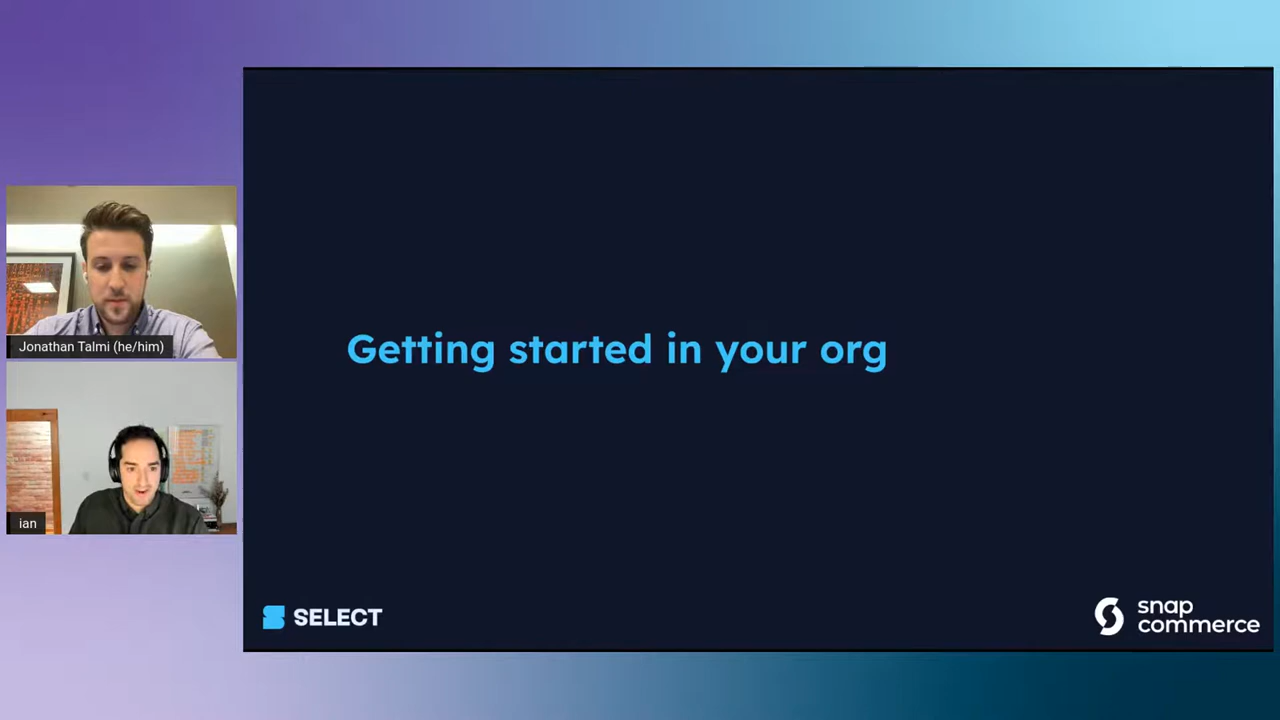 Jonathan Talmi (he/him)
ian
Getting started in your org
SELECT
snap
commerce